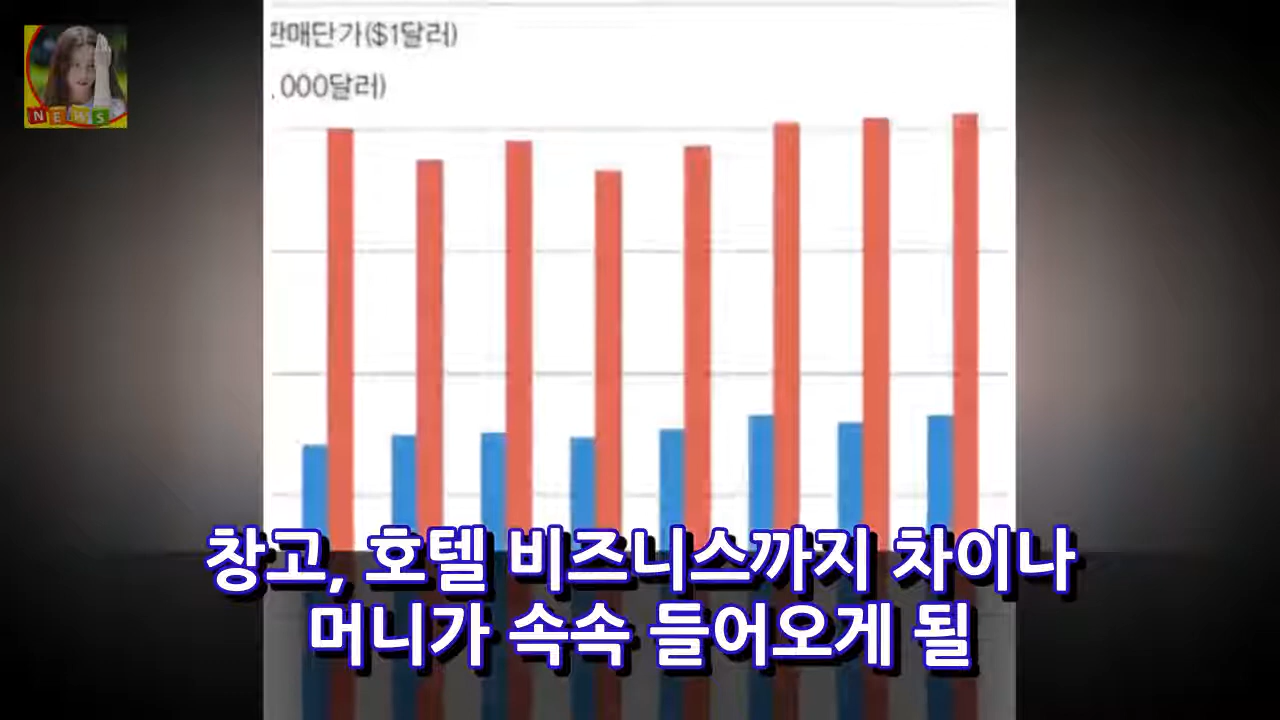 판매단가($1달러)
,000달러)
NEWS
창고, 호텔 비즈니스까지 차이나
머니가 속속 들어오게 될